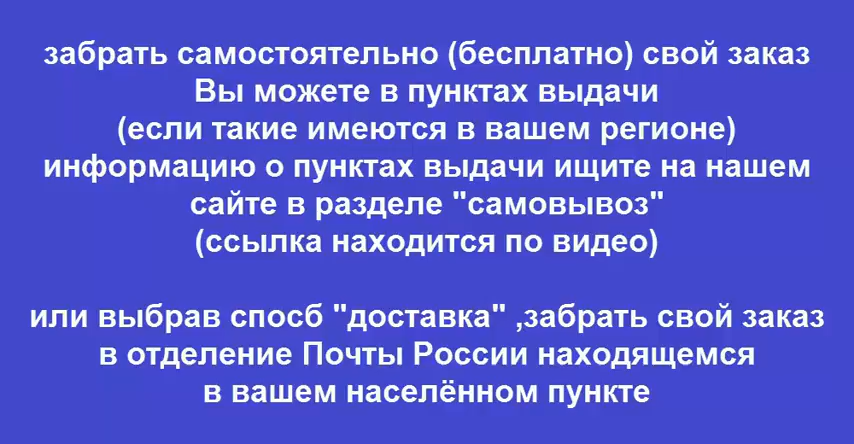 забрать самостоятельно (бесплатно) свой заказ
Вы можете в пунктах выдачи
(если такие имеются в вашем регионе)
информацию о пунктах выдачи ищите на нашем
сайте в разделе "самовывоз"
(ссылка находится по видео)
или выбрав спосб "доставка" ,забрать свой заказ
в отделение Почты России находящемся
в вашем населённом пункте